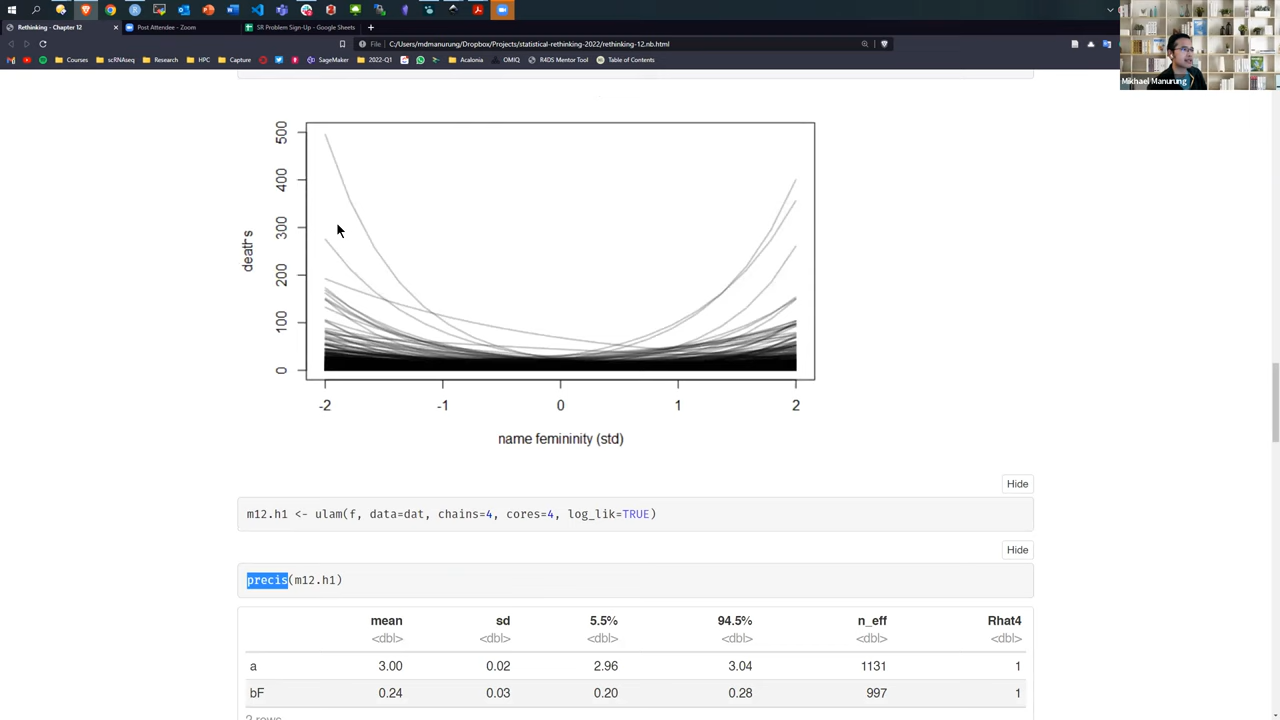 Rethinking - Chapter 12
Post Attendee - Zoom
SR Problem Sign-Up - Google Sheets
File
C:/Users/mdmanurung/Dropbox/Projects/statistical-rethinking-2022/rethinking-12.nb.html
Courses
scRNAseq
Research
HPC
Capture
SageMaker
2022-Q1
Acalonia
OMIQ
R4DS Mentor Tool
Table of Contents
Mikhael Manurung
500
400
300
200
100
0
deaths
-2
-1
0
1
2
name femininity (std)
Hide
m12.h1 <- ulam(f, data=dat, chains=4, cores=4, log_lik=TRUE)
Hide
precis(m12.h1)
mean sd 5.5% 94.5% n_eff Rhat4
<dbl> <dbl> <dbl> <dbl> <dbl> <dbl>
a 3.00 0.02 2.96 3.04 1131 1
bF 0.24 0.03 0.20 0.28 997 1
2 rows